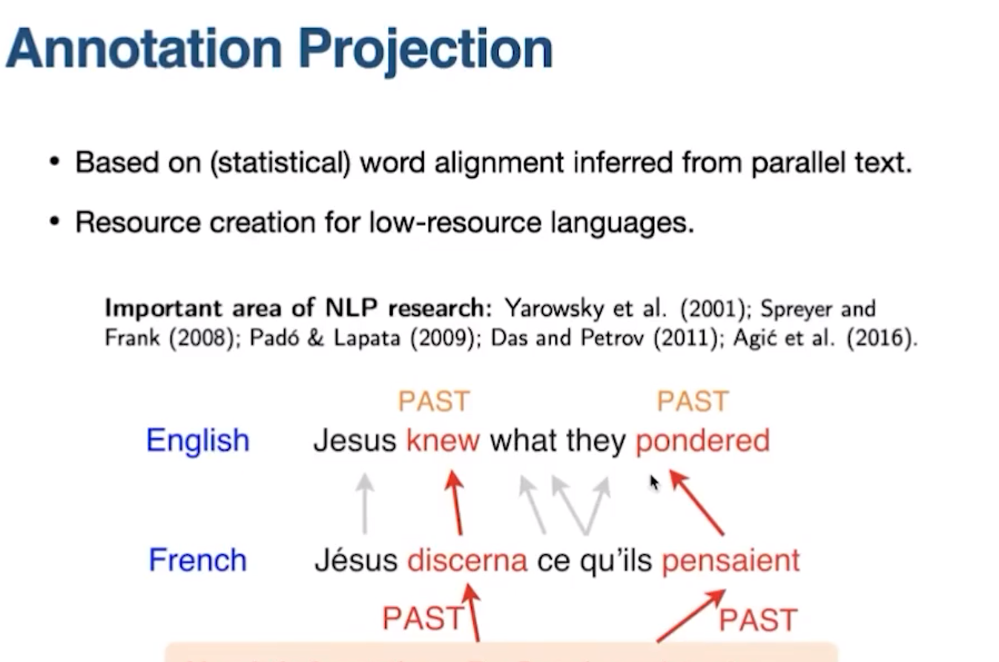 Annotation Projection
• Based on (statistical) word alignment inferred from parallel text.
• Resource creation for low-resource languages.
Important area of NLP research: Yarowsky et al. (2001); Spreyer and
Frank (2008); Padó & Lapata (2009); Das and Petrov (2011); Agić et al. (2016).
PAST PAST
English Jesus knew what they pondered
French Jésus discerna ce qu'ils pensaient
PAST PAST